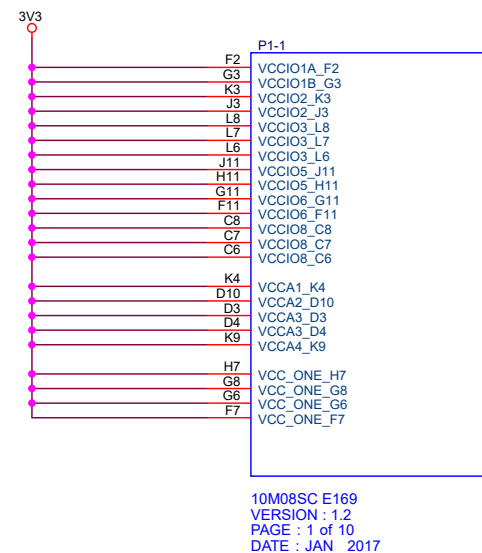 3V3
P1-1
F2 VCCIO1A_F2
G3 VCCIO1B_G3
K3 VCCIO2_K3
J3 VCCIO2_J3
L8 VCCIO3_L8
L7 VCCIO3_L7
L6 VCCIO3_L6
J11 VCCIO5_J11
H11 VCCIO5_H11
G11 VCCIO6_G11
F11 VCCIO6_F11
C8 VCCIO8_C8
C7 VCCIO8_C7
C6 VCCIO8_C6
K4 VCCA1_K4
D10 VCCA2_D10
D3 VCCA3_D3
D4 VCCA3_D4
K9 VCCA4_K9
H7 VCC_ONE_H7
G8 VCC_ONE_G8
G6 VCC_ONE_G6
F7 VCC_ONE_F7
10M08SC E169
VERSION : 1.2
PAGE : 1 of 10
DATE : JAN 2017